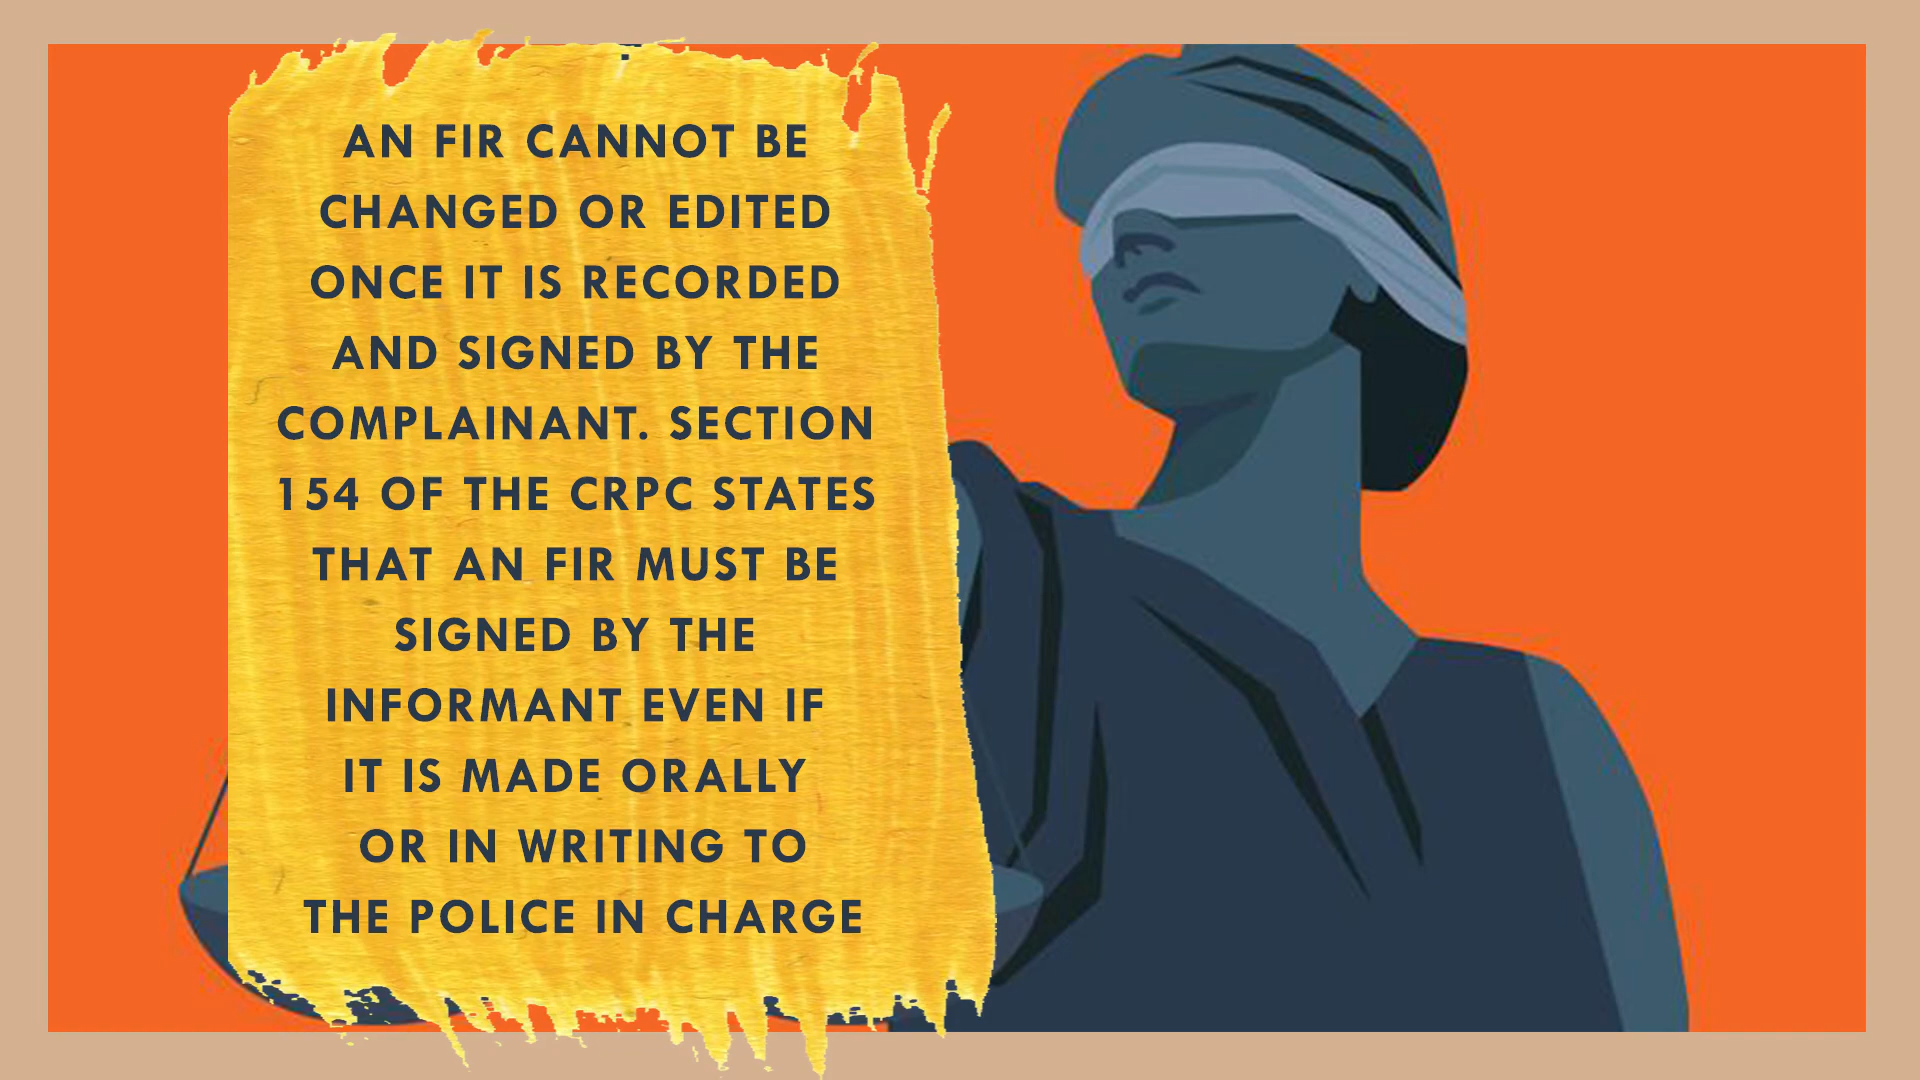 AN FIR CANNOT BE
CHANGED OR EDITED
ONCE IT IS RECORDED
AND SIGNED BY THE
COMPLAINANT. SECTION
154 OF THE CRPC STATES
THAT AN FIR MUST BE
SIGNED BY THE
INFORMANT EVEN IF
IT IS MADE ORALLY
OR IN WRITING TO
THE POLICE IN CHARGE